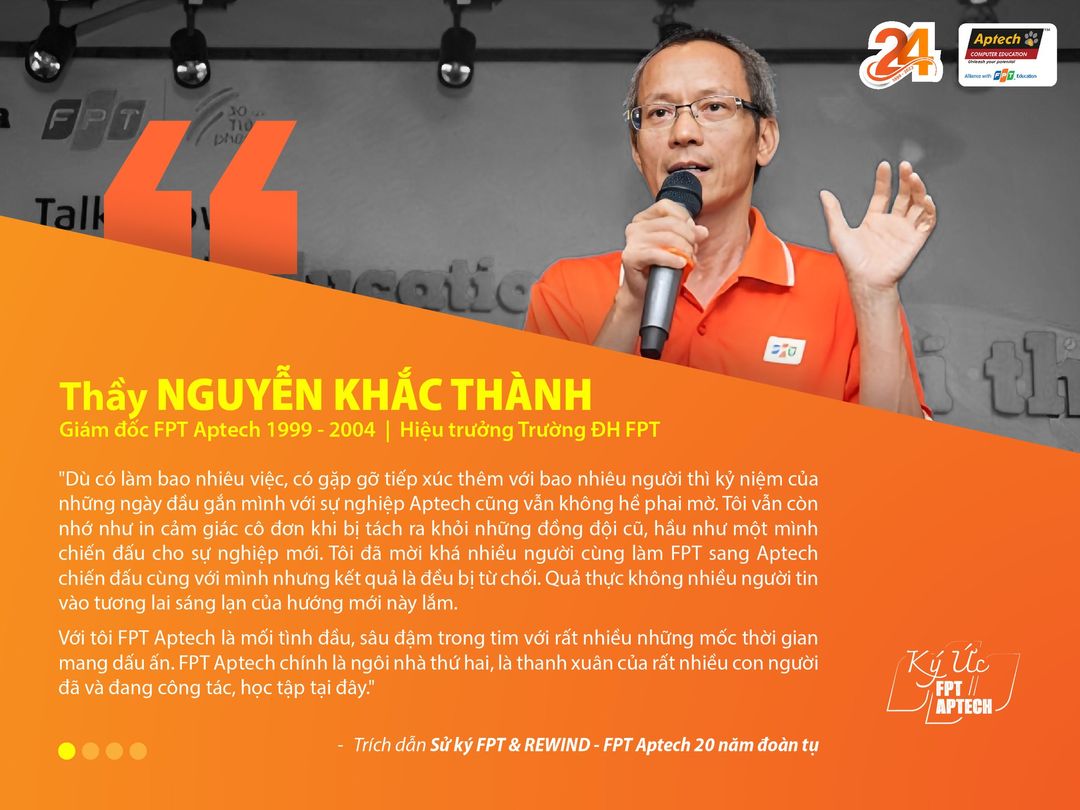 24
Aptech
COMPUTER EDUCATION
Unleash your potential
Alliance with FPT Education
FPT
Talk
ucatio
Thầy NGUYỄN KHẮC THÀNH
Giám đốc FPT Aptech 1999 - 2004 | Hiệu trưởng Trường ĐH FPT
"Dù có làm bao nhiêu việc, có gặp gỡ tiếp xúc thêm với bao nhiêu người thì kỷ niệm của
những ngày đầu gắn mình với sự nghiệp Aptech cũng vẫn không hề phai mờ. Tôi vẫn còn
nhớ như in cảm giác cô đơn khi bị tách ra khỏi những đồng đội cũ, hầu như một mình
chiến đấu cho sự nghiệp mới. Tôi đã mời khá nhiều người cùng làm FPT sang Aptech
chiến đấu cùng với mình nhưng kết quả là đều bị từ chối. Quả thực không nhiều người tin
vào tương lai sáng lạn của hướng mới này lắm.
Với tôi FPT Aptech là mối tình đầu, sâu đậm trong tim với rất nhiều những mốc thời gian
mang dấu ấn. FPT Aptech chính là ngôi nhà thứ hai, là thanh xuân của rất nhiều con người
đã và đang công tác, học tập tại đây."
Ký Ức
FPT
APTECH
- Trích dẫn Sử ký FPT & REWIND - FPT Aptech 20 năm đoàn tụ